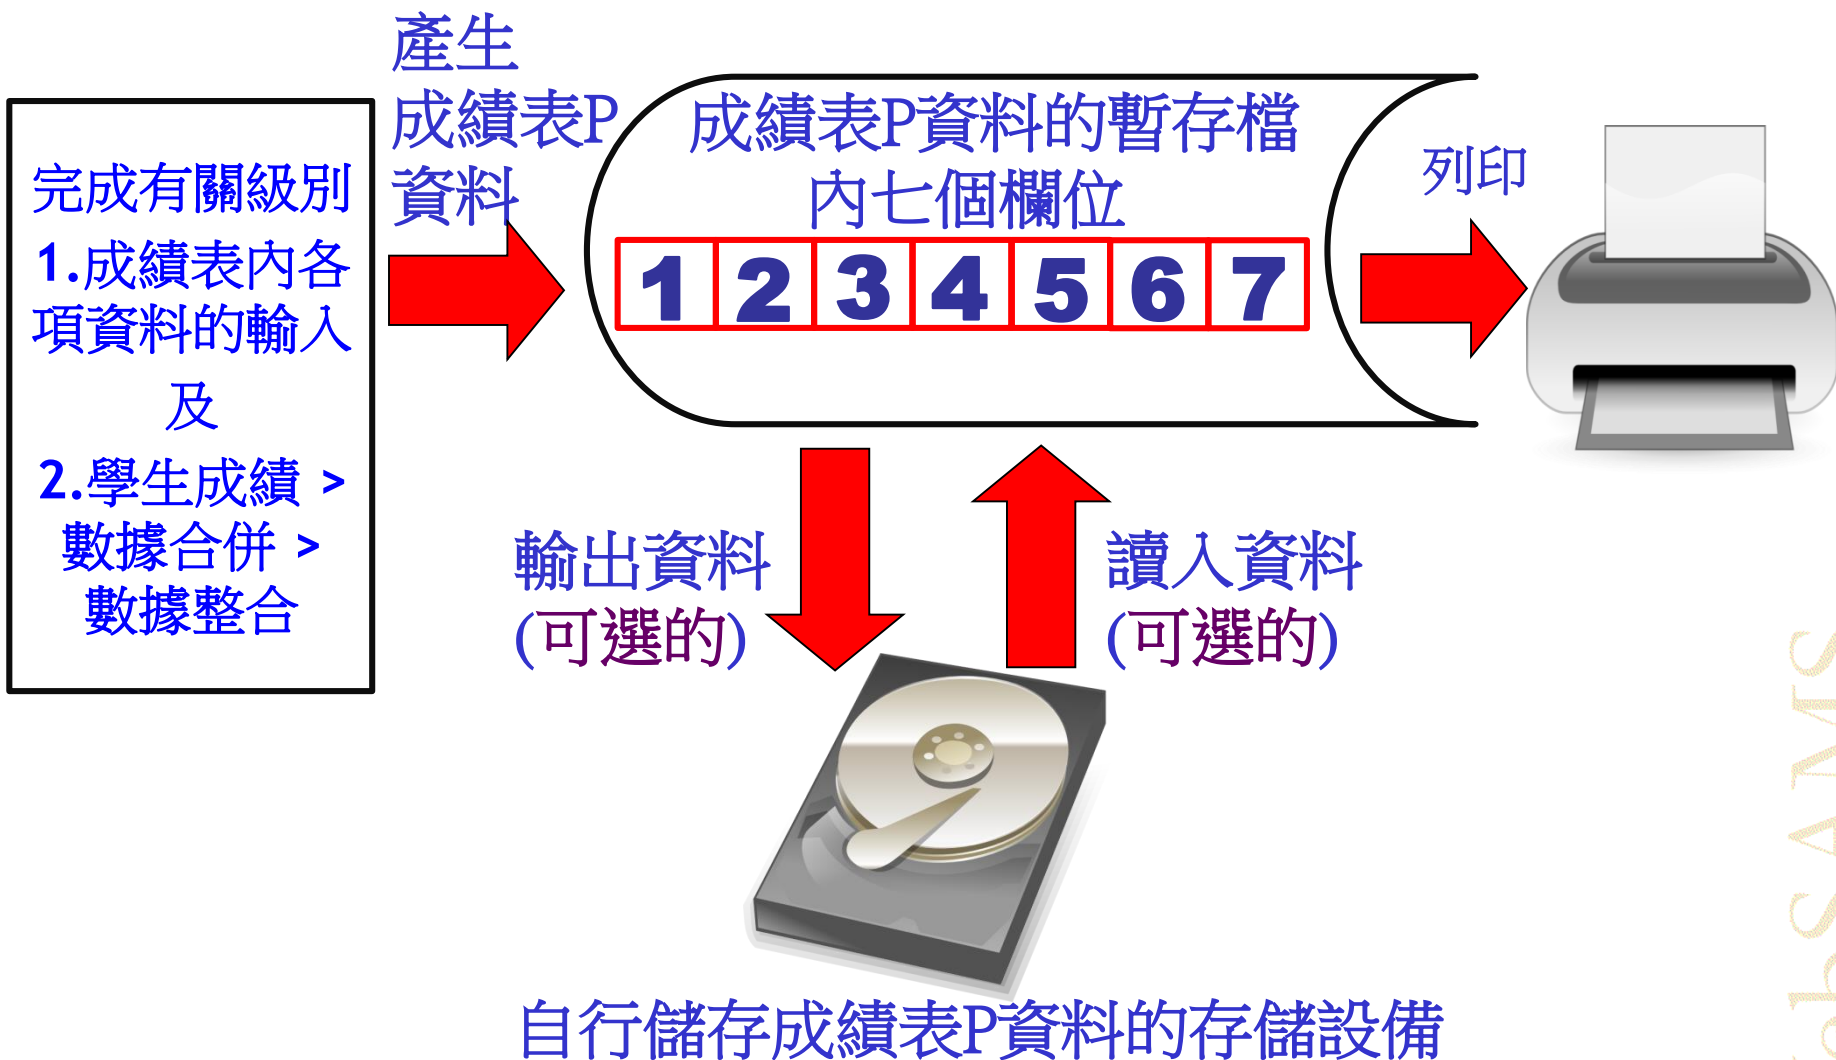 完成有關級別
1.成績表內各
項資料的輸入
及
2.學生成績 >
數據合併 >
數據整合
產生
成績表P
資料
成績表P資料的暫存檔
內七個欄位
1 2 3 4 5 6 7
列印
輸出資料
(可選的)
讀入資料
(可選的)
自行儲存成績表P資料的存儲設備
bSAMS